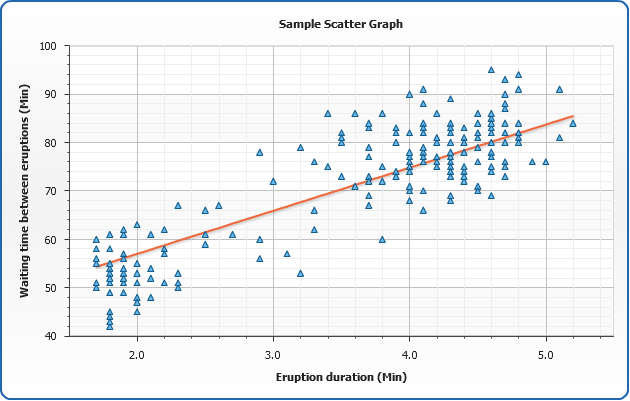 Sample Scatter Graph
Waiting time between eruptions (Min)
100
90
80
70
60
50
40
2.0 3.0 4.0 5.0
Eruption duration (Min)